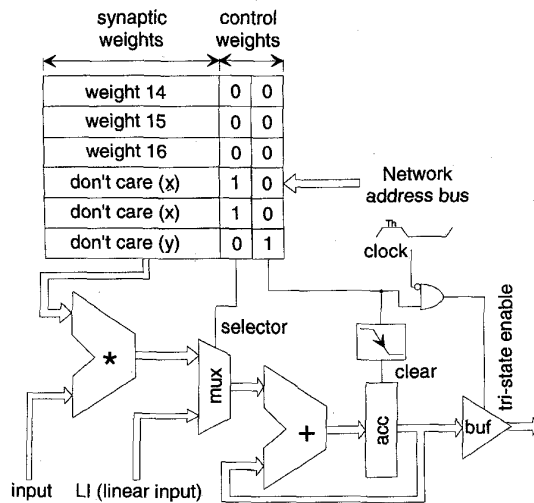 synaptic weights
control weights
weight 14 0 0
weight 15 0 0
weight 16 0 0
don't care (x) 1 0
don't care (x) 1 0
don't care (y) 0 1
Network
address bus
Th
clock
selector
clear
tri-state enable
*
mux
+
acc
buf
input
LI (linear input)